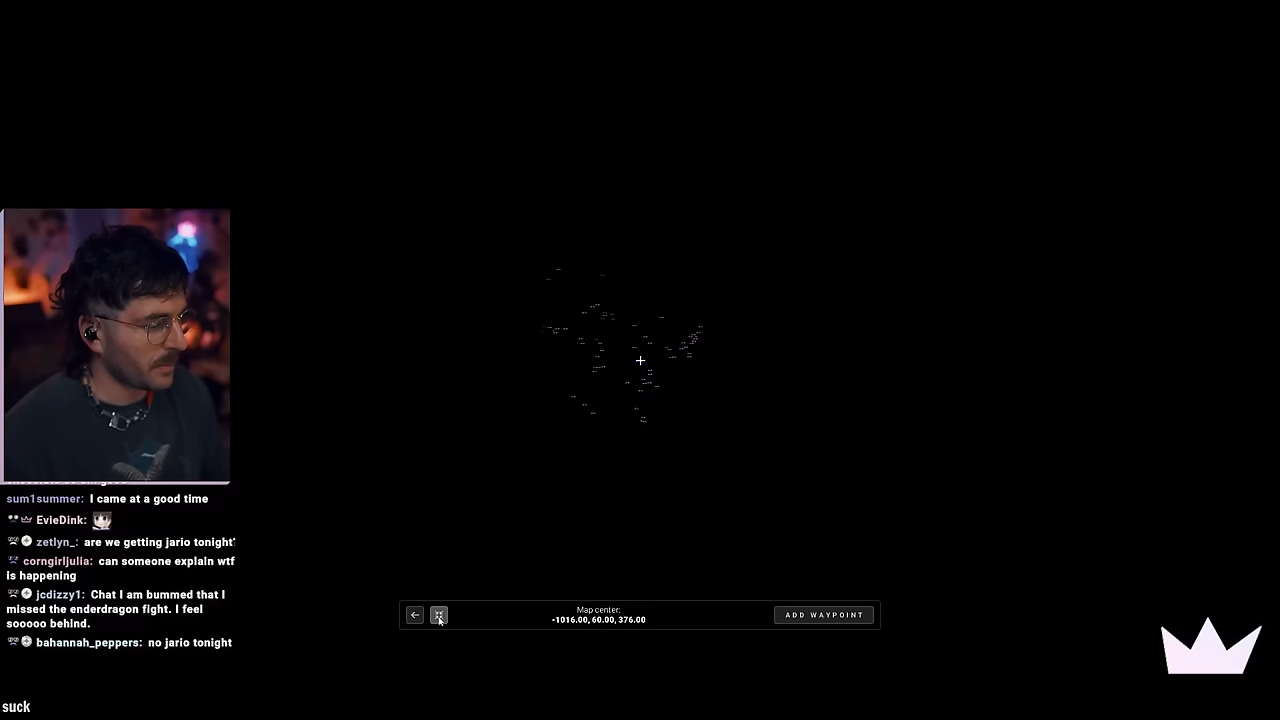 sum1summer: I came at a good time
EvieDink:
zetlyn_: are we getting jario tonight?
corngirljulia: can someone explain wtf
is happening
jcdizzy1: Chat I am bummed that I
missed the enderdragon fight. I feel
sooooo behind.
bahannah_peppers: no jario tonight
Map center:
-1016.00, 60.00, 376.00
ADD WAYPOINT
suck